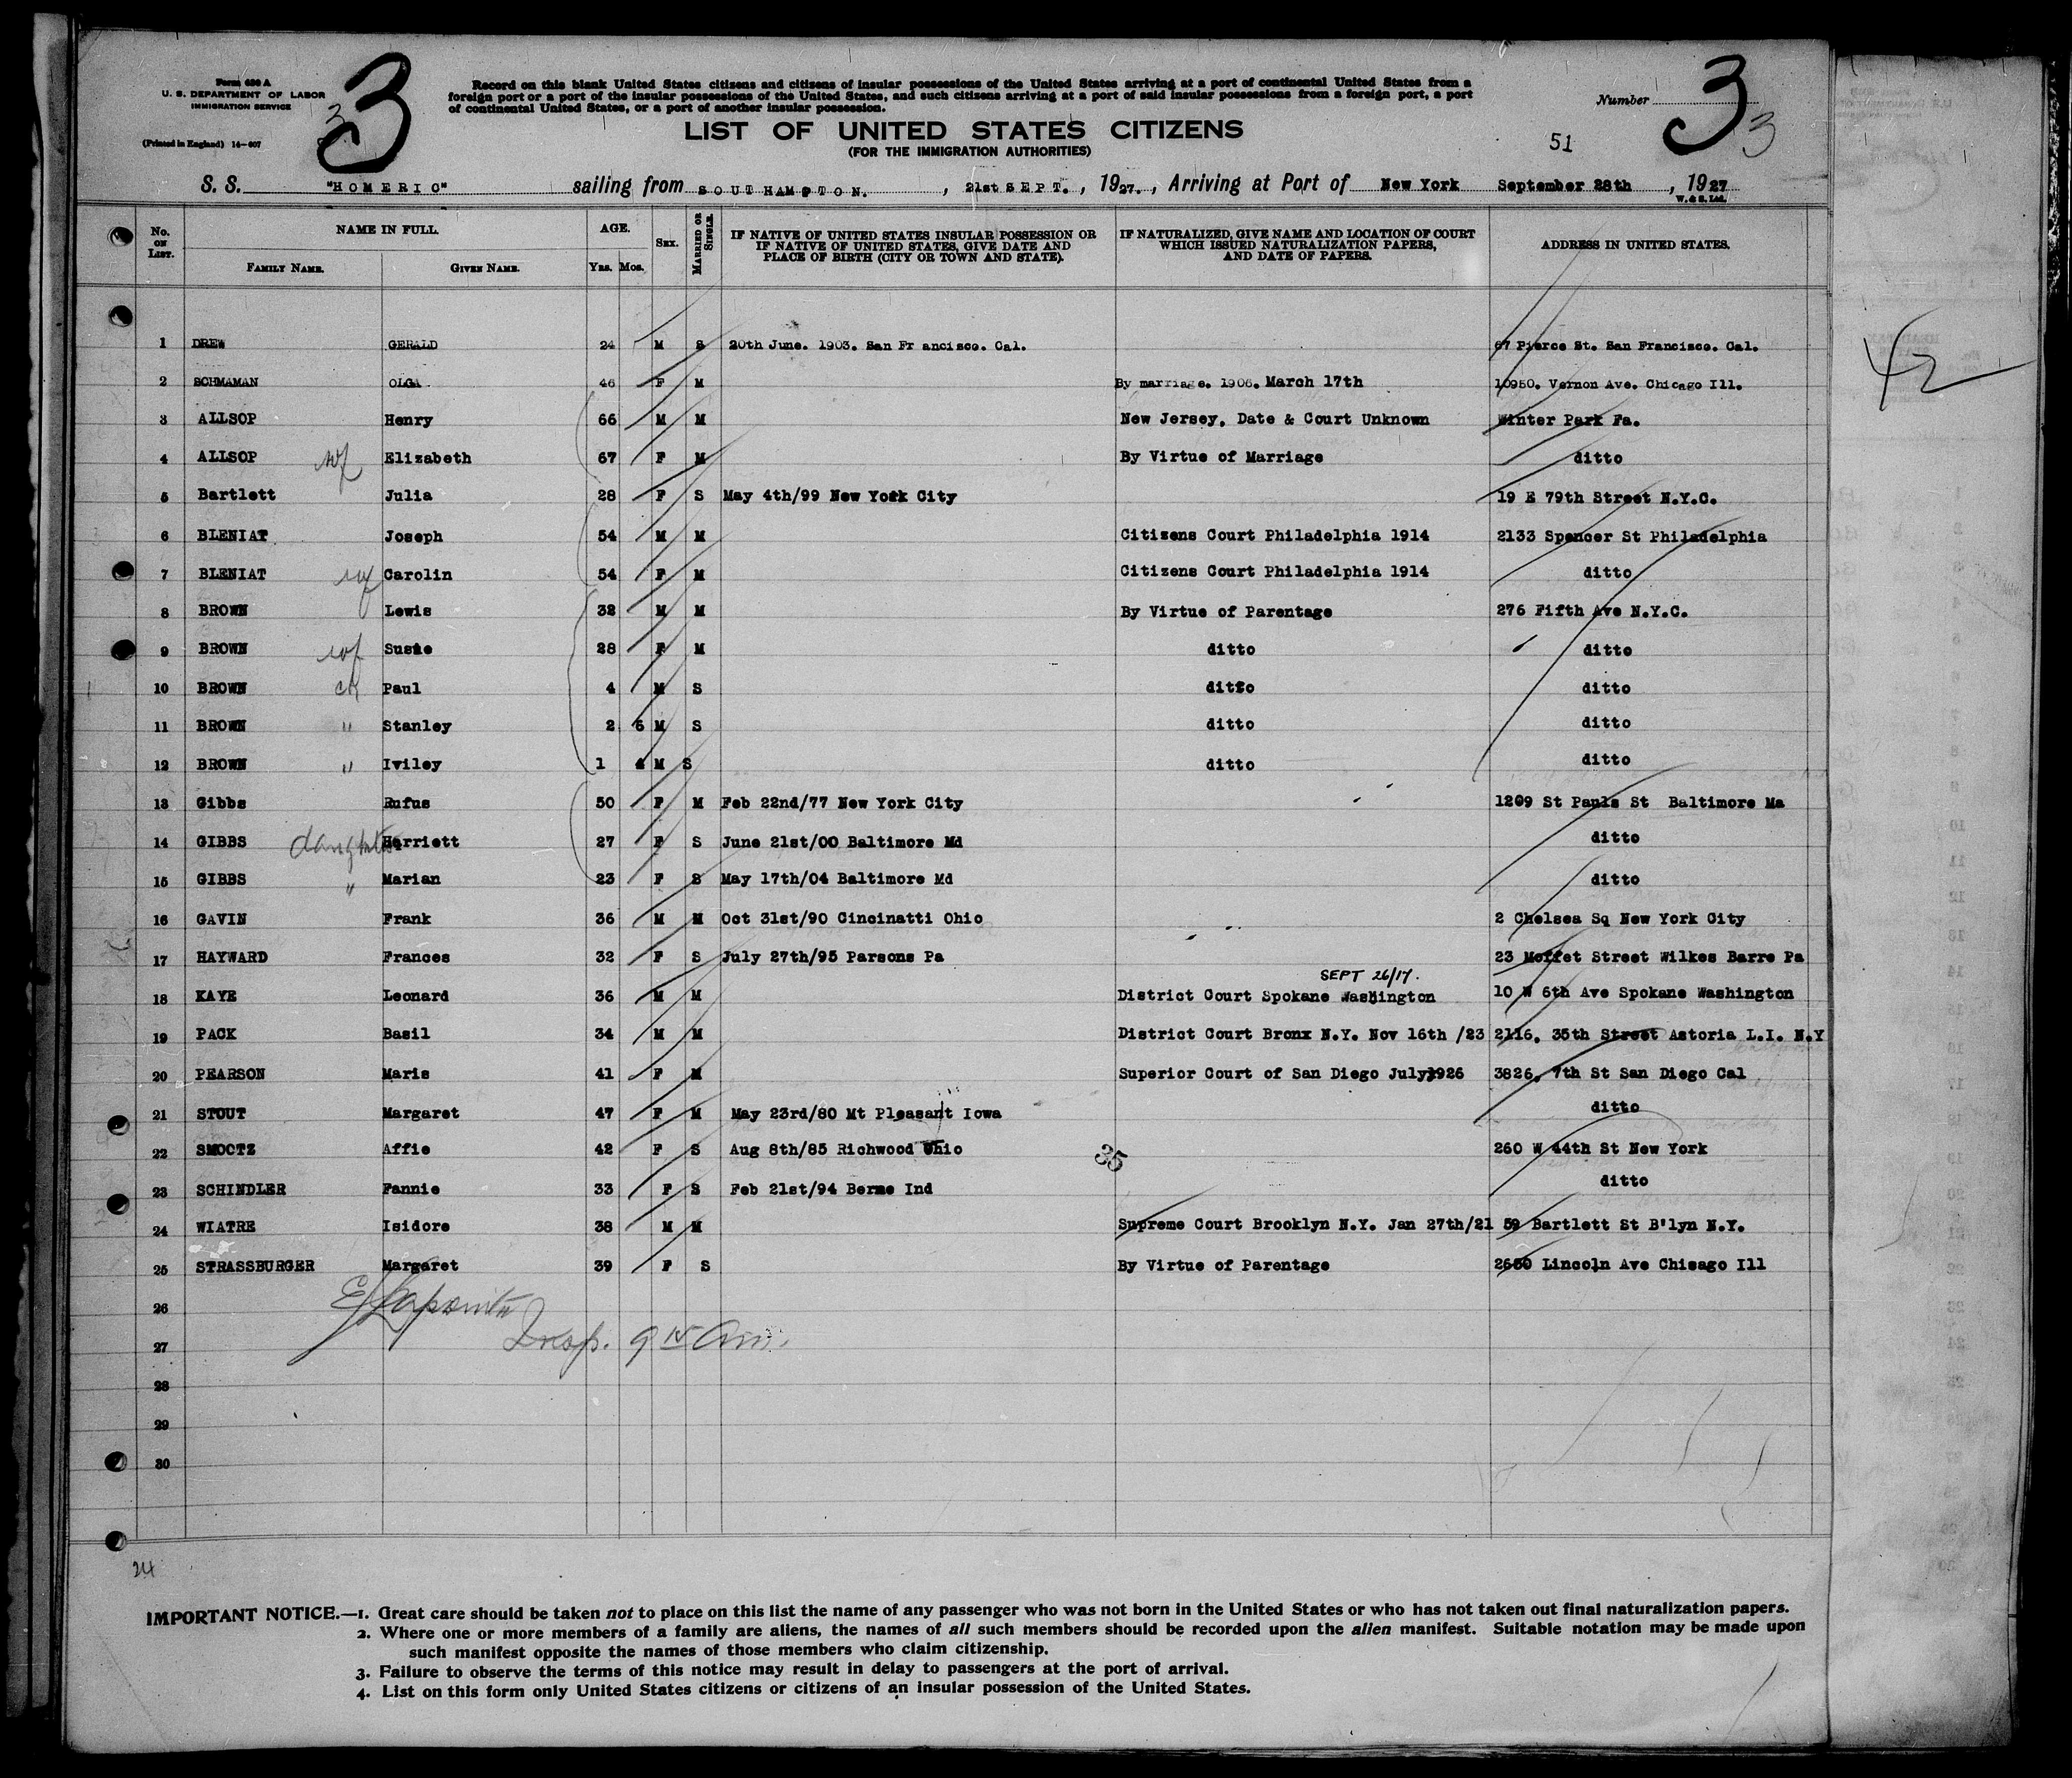 Form 630 A
U. S. DEPARTMENT OF LABOR
IMMIGRATION SERVICE
(Printed in England) 14—607
3
3
Record on this blank United States citizens and citizens of insular possessions of the United States arriving at a port of continental United States from a
foreign port or a port of the insular possessions of the United States, and such citizens arriving at a port of said insular possessions from a foreign port, a port
of continental United States, or a port of another insular possession.
LIST OF UNITED STATES CITIZENS
(FOR THE IMMIGRATION AUTHORITIES)
Number 3
3
51
S. S. "HOMERIC" sailing from SOUTHAMPTON. , 21st SEPT. , 1927. , Arriving at Port of New York September 28th , 1927
W. & S. Ltd.
No. ON LIST. NAME IN FULL. AGE. SEX. MARRIED OR SINGLE. IF NATIVE OF UNITED STATES INSULAR POSSESSION OR IF NATIVE OF UNITED STATES, GIVE DATE AND PLACE OF BIRTH (CITY OR TOWN AND STATE). IF NATURALIZED, GIVE NAME AND LOCATION OF COURT WHICH ISSUED NATURALIZATION PAPERS, AND DATE OF PAPERS. ADDRESS IN UNITED STATES.
FAMILY NAME. GIVEN NAME. Yrs. Mos.
1 DREW GERALD 24 M S 20th June. 1903. San Fr ancisco. Cal. 67 Pierce St. San Francisco. Cal.
2 SCHMAMAN OLGA 46 F M By marriage. 1906. March 17th 10950. Vernon Ave. Chicago Ill.
3 ALLSOP Henry 66 M M New Jersey, Date & Court Unknown Winter Park Fa.
4 ALLSOP wf Elizabeth 67 F M By Virtue of Marriage ditto
5 Bartlett Julia 28 F S May 4th/99 New York City 19 E 79th Street N.Y.C.
6 BLENIAT Joseph 54 M M Citizens Court Philadelphia 1914 2133 Spencer St Philadelphia
7 BLENIAT wf Carolin 54 F M Citizens Court Philadelphia 1914 ditto
8 BROWN Lewis 32 M M By Virtue of Parentage 276 Fifth Ave N.Y.C.
9 BROWN wf Susie 28 F M ditto ditto
10 BROWN ch Paul 4 M S ditto ditto
11 BROWN " Stanley 2 6 M S ditto ditto
12 BROWN " Iviley 1 4 M S ditto ditto
13 Gibbs Rufus 50 F M Feb 22nd/77 New York City 1209 St Pauls St Baltimore Ma
14 GIBBS daughter Harriett 27 F S June 21st/00 Baltimore Md ditto
15 GIBBS " Marian 23 F S May 17th/04 Baltimore Md ditto
16 GAVIN Frank 36 M M Oct 31st/90 Cincinatti Ohio 2 Chelsea Sq New York City
17 HAYWARD Frances 32 F S July 27th/95 Parsons Pa 23 Moffet Street Wilkes Barre Pa
SEPT 26/17.
18 KAYE Leonard 36 M M District Court Spokane Washington 10 W 6th Ave Spokane Washington
19 PACK Basil 34 M M District Court Bronx N.Y. Nov 16th /23 2116, 35th Street Astoria L.I. N.Y
20 PEARSON Maris 41 F M Superior Court of San Diego July 1926 3826, 7th St San Diego Cal
21 STOUT Margaret 47 F M May 23rd/80 Mt Pleasant Iowa ditto
22 SMOOTZ Affie 42 F S Aug 8th/85 Richwood Ohio 260 W 44th St New York
35
23 SCHINDLER Fannie 33 F S Feb 21st/94 Berne Ind ditto
24 WIATRE Isidore 38 M M Supreme Court Brooklyn N.Y. Jan 27th/21 59 Bartlett St B'lyn N.Y.
25 STRASSBURGER Margaret 39 F S By Virtue of Parentage 2650 Lincoln Ave Chicago Ill
26
Insp. 9 15 Am.
27
28
29
30
24
42
IMPORTANT NOTICE.—1. Great care should be taken not to place on this list the name of any passenger who was not born in the United States or who has not taken out final naturalization papers.
2. Where one or more members of a family are aliens, the names of all such members should be recorded upon the alien manifest. Suitable notation may be made upon
such manifest opposite the names of those members who claim citizenship.
3. Failure to observe the terms of this notice may result in delay to passengers at the port of arrival.
4. List on this form only United States citizens or citizens of an insular possession of the United States.